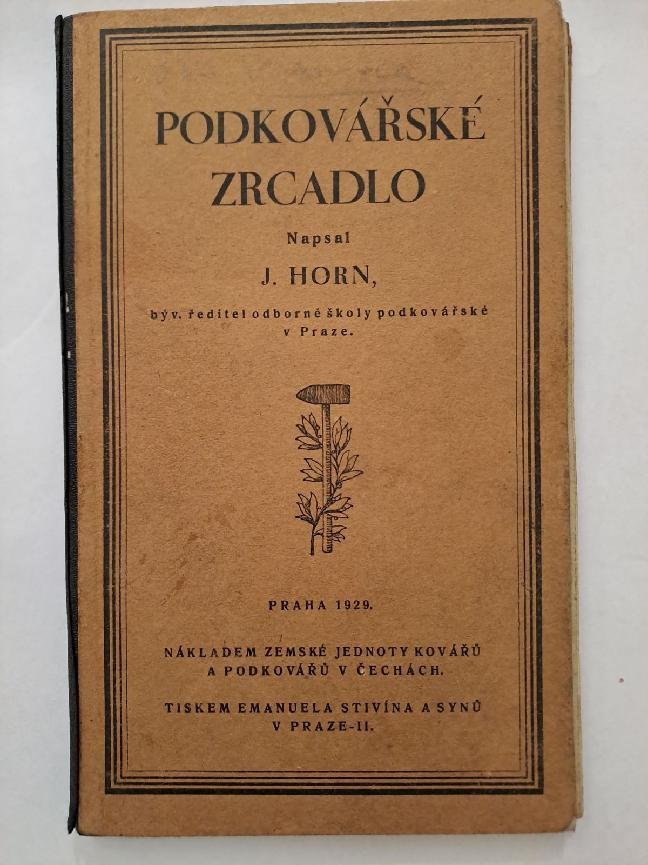 PODKOVÁŘSKÉ
ZRCADLO
Napsal
J. HORN,
býv. ředitel odborné školy podkovářské
v Praze.
PRAHA 1929.
NÁKLADEM ZEMSKÉ JEDNOTY KOVÁŘŮ
A PODKOVÁŘŮ V ČECHÁCH.
TISKEM EMANUELA STIVÍNA A SYNŮ
V PRAZE-II.